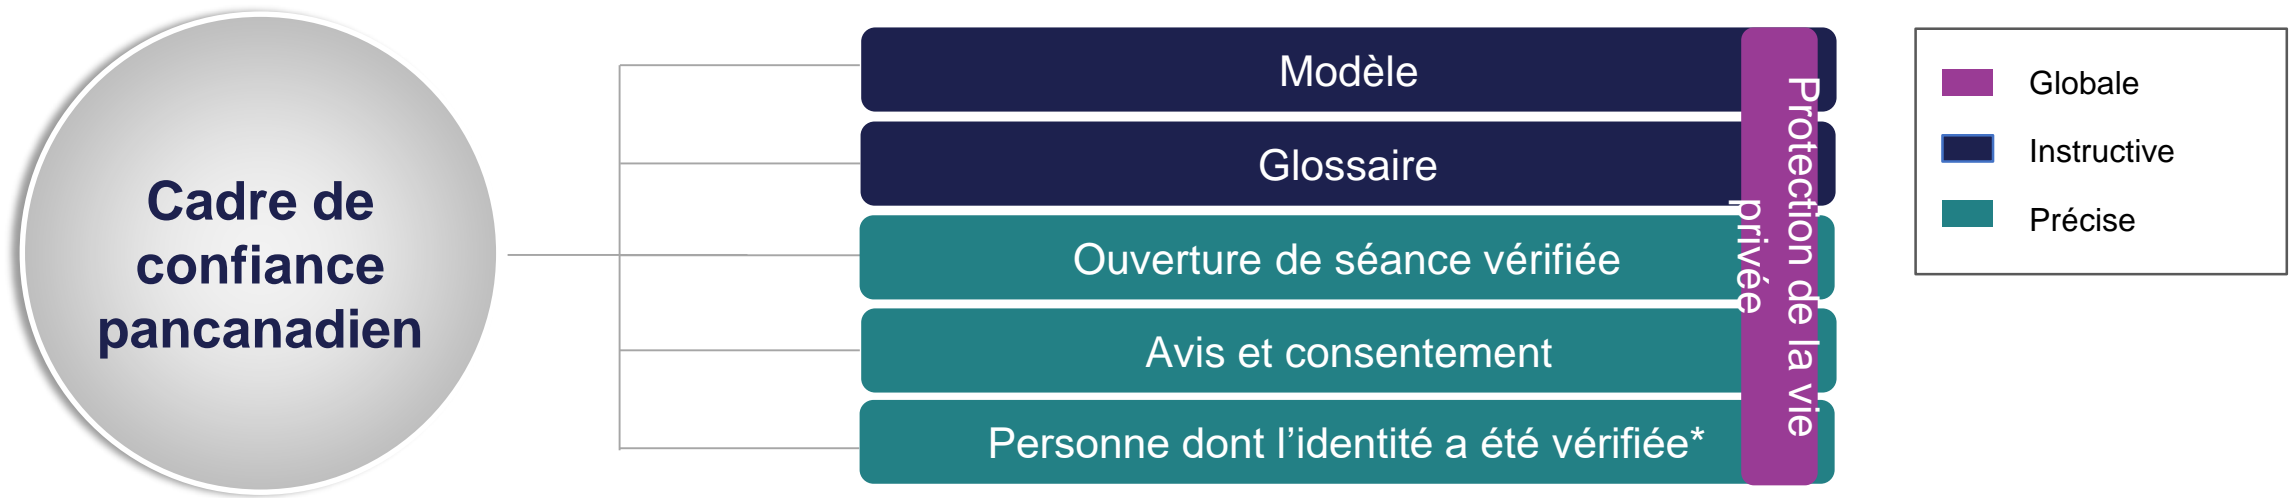 Cadre de
confiance
pancanadien
Modèle
Glossaire
Ouverture de séance vérifiée
Avis et consentement
Personne dont l’identité a été vérifiée*
Protection de la vie
privée
Globale
Instructive
Précise